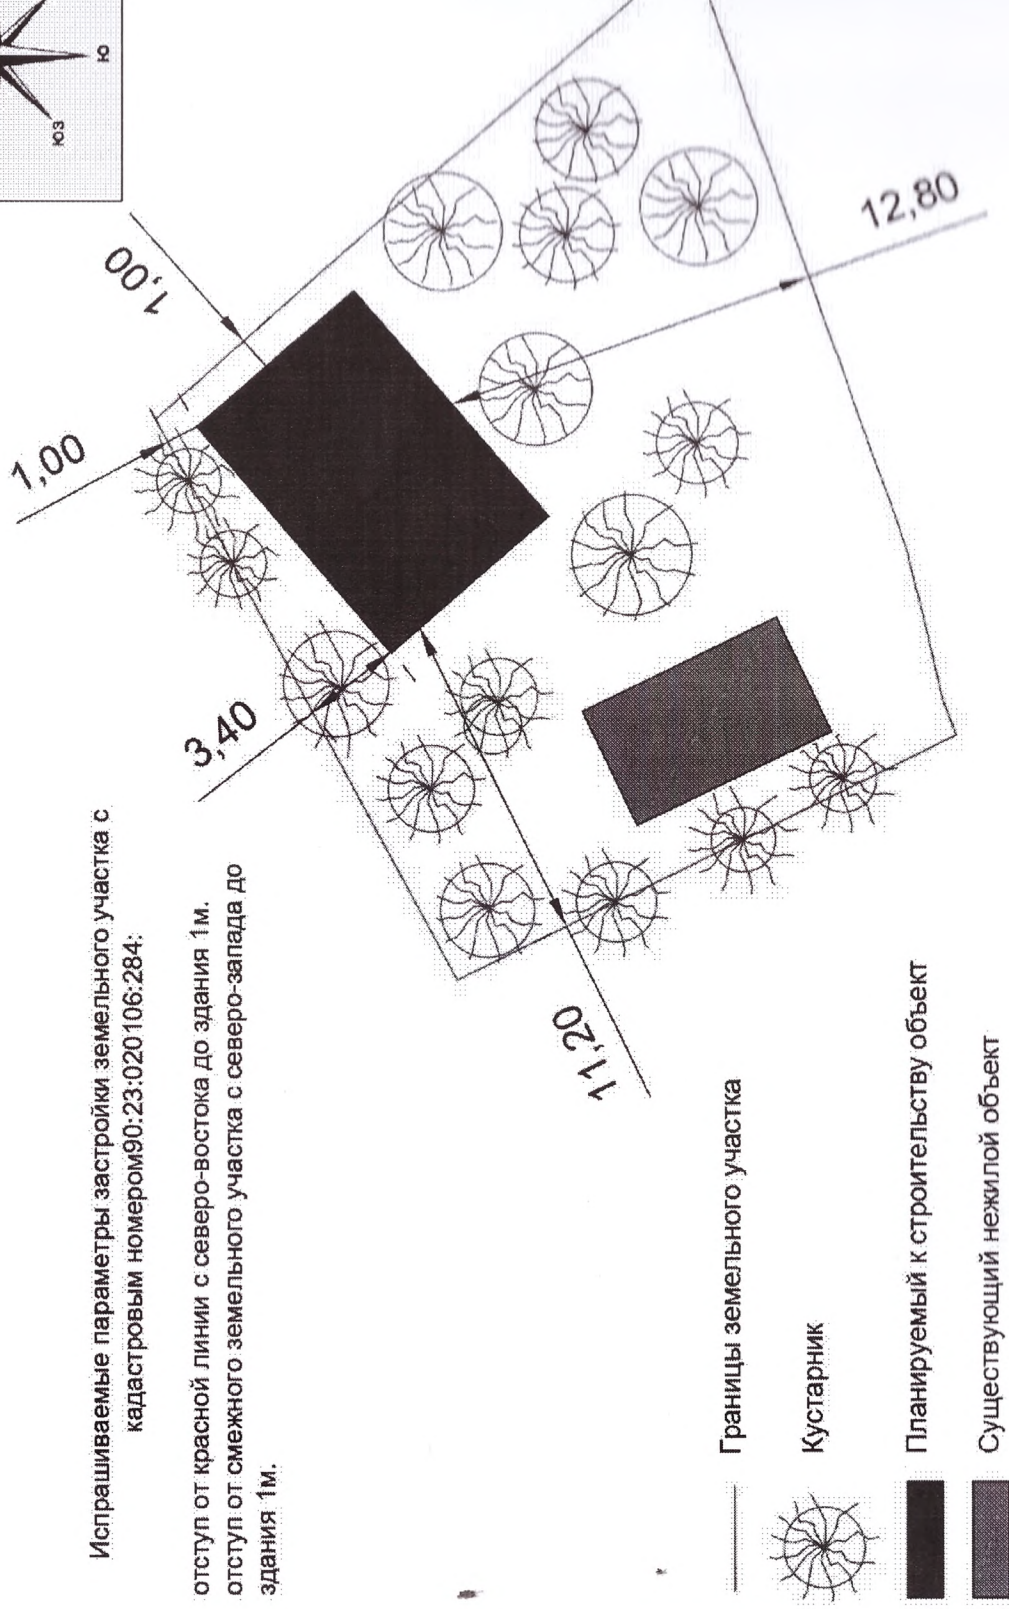 Испрашиваемые параметры застройки земельного участка с
кадастровым номером90:23:020106:284:
отступ от красной линии с северо-востока до здания 1м.
отступ от смежного земельного участка с северо-запада до
здания 1м.
Ю
ЮЗ
1,00
1,00
3,40
11,20
12,80
Границы земельного участка
Кустарник
Планируемый к строительству объект
Существующий нежилой объект